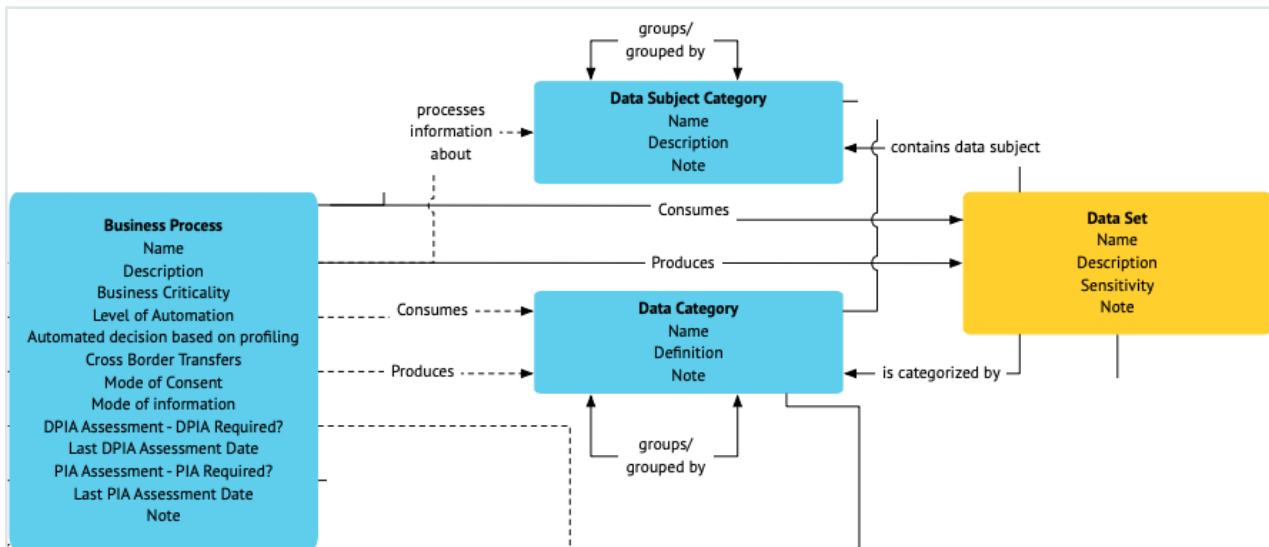 groups/
grouped by
Data Subject Category
Name
Description
Note
processes
information
about
contains data subject
Consumes
Produces
Business Process
Name
Description
Business Criticality
Level of Automation
Automated decision based on profiling
Cross Border Transfers
Mode of Consent
Mode of information
DPIA Assessment - DPIA Required?
Last DPIA Assessment Date
PIA Assessment - PIA Required?
Last PIA Assessment Date
Note
Data Set
Name
Description
Sensitivity
Note
Consumes
Produces
Data Category
Name
Definition
Note
is categorized by
groups/
grouped by